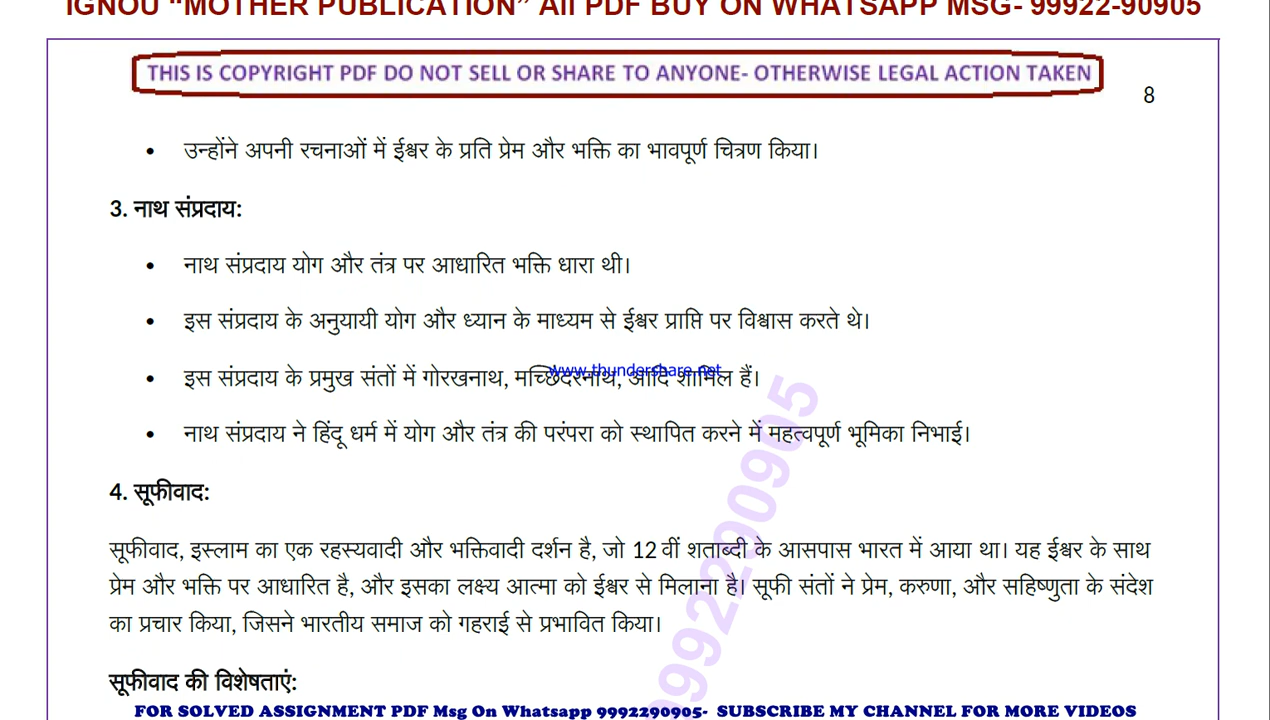 IGNOU “MOTHER PUBLICATION” All PDF BUY ON WHATSAPP MSG- 99922-90905
THIS IS COPYRIGHT PDF DO NOT SELL OR SHARE TO ANYONE- OTHERWISE LEGAL ACTION TAKEN
8
• उन्होंने अपनी रचनाओं में ईश्वर के प्रति प्रेम और भक्ति का भावपूर्ण चित्रण किया।
3. नाथ संप्रदाय:
• नाथ संप्रदाय योग और तंत्र पर आधारित भक्ति धारा थी।
• इस संप्रदाय के अनुयायी योग और ध्यान के माध्यम से ईश्वर प्राप्ति पर विश्वास करते थे।
• इस संप्रदाय के प्रमुख संतों में गोरखनाथ, मच्छिंदरनाथ, आदि शामिल हैं।
www.thundershare.net
• नाथ संप्रदाय ने हिंदू धर्म में योग और तंत्र की परंपरा को स्थापित करने में महत्वपूर्ण भूमिका निभाई।
4. सूफीवाद:
सूफीवाद, इस्लाम का एक रहस्यवादी और भक्तिवादी दर्शन है, जो 12 वीं शताब्दी के आसपास भारत में आया था। यह ईश्वर के साथ
प्रेम और भक्ति पर आधारित है, और इसका लक्ष्य आत्मा को ईश्वर से मिलाना है। सूफी संतों ने प्रेम, करुणा, और सहिष्णुता के संदेश
का प्रचार किया, जिसने भारतीय समाज को गहराई से प्रभावित किया।
9992290905
सूफीवाद की विशेषताएं:
FOR SOLVED ASSIGNMENT PDF Msg On Whatsapp 9992290905- SUBSCRIBE MY CHANNEL FOR MORE VIDEOS